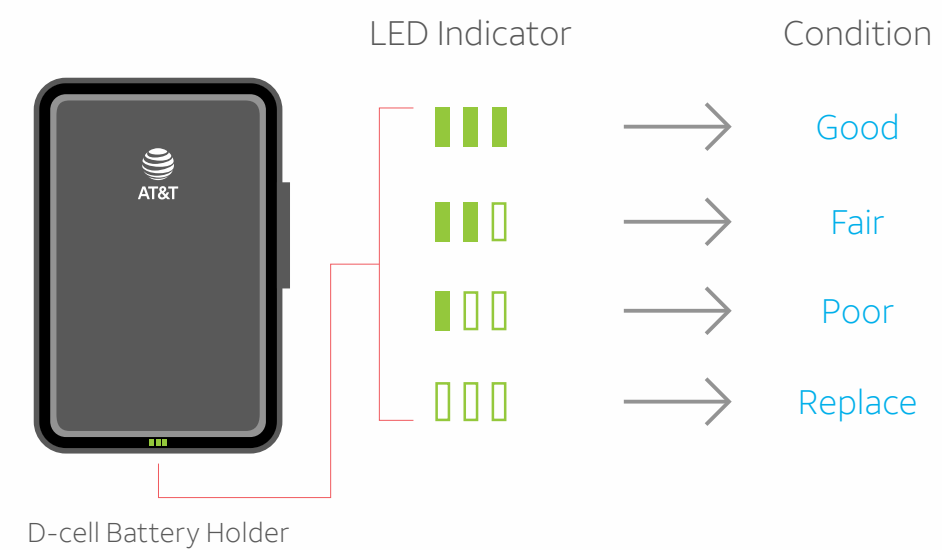 LED Indicator
Condition
AT&T
Good
Fair
Poor
Replace
D-cell Battery Holder